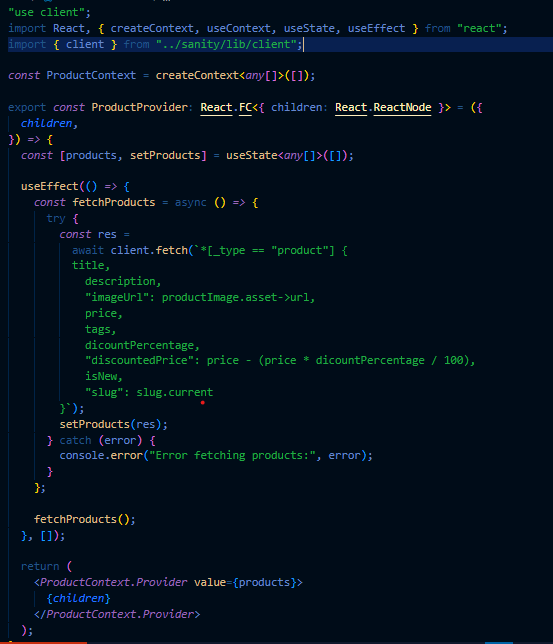 "use client";
import React, { createContext, useContext, useState, useEffect } from "react";
import { client } from "../sanity/lib/client";
const ProductContext = createContext<any[]>([]);
export const ProductProvider: React.FC<{ children: React.ReactNode }> = ({
children,
}) => {
const [products, setProducts] = useState<any[]>([]);
useEffect(() => {
const fetchProducts = async () => {
try {
const res =
await client.fetch(`*[_type == "product"] {
title,
description,
"imageUrl": productImage.asset->url,
price,
tags,
dicountPercentage,
"discountedPrice": price - (price * dicountPercentage / 100),
isNew,
"slug": slug.current
}`);
setProducts(res);
} catch (error) {
console.error("Error fetching products:", error);
}
};
fetchProducts();
}, []);
return (
<ProductContext.Provider value={products}>
{children}
</ProductContext.Provider>
);